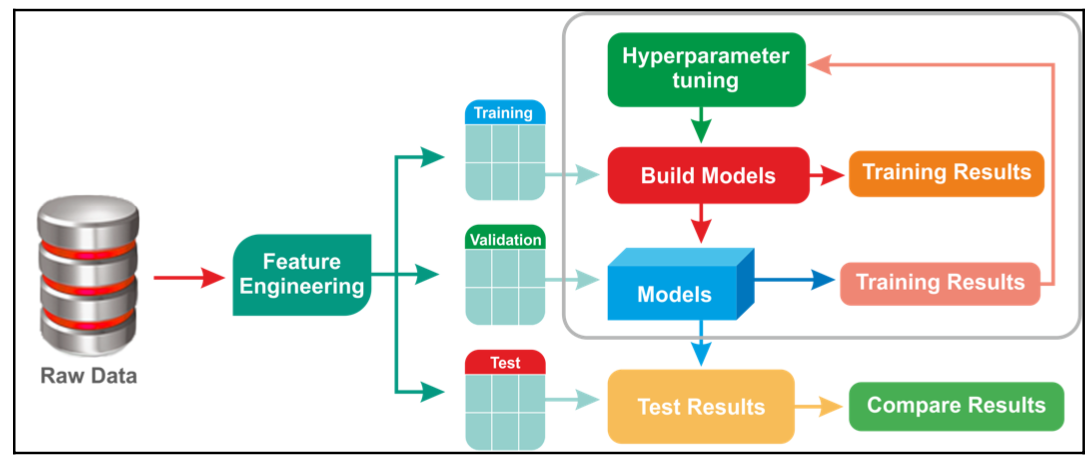 Hyperparameter
tuning
Training
Build Models
Training Results
Validation
Feature
Engineering
Models
Training Results
Raw Data
Test
Test Results
Compare Results